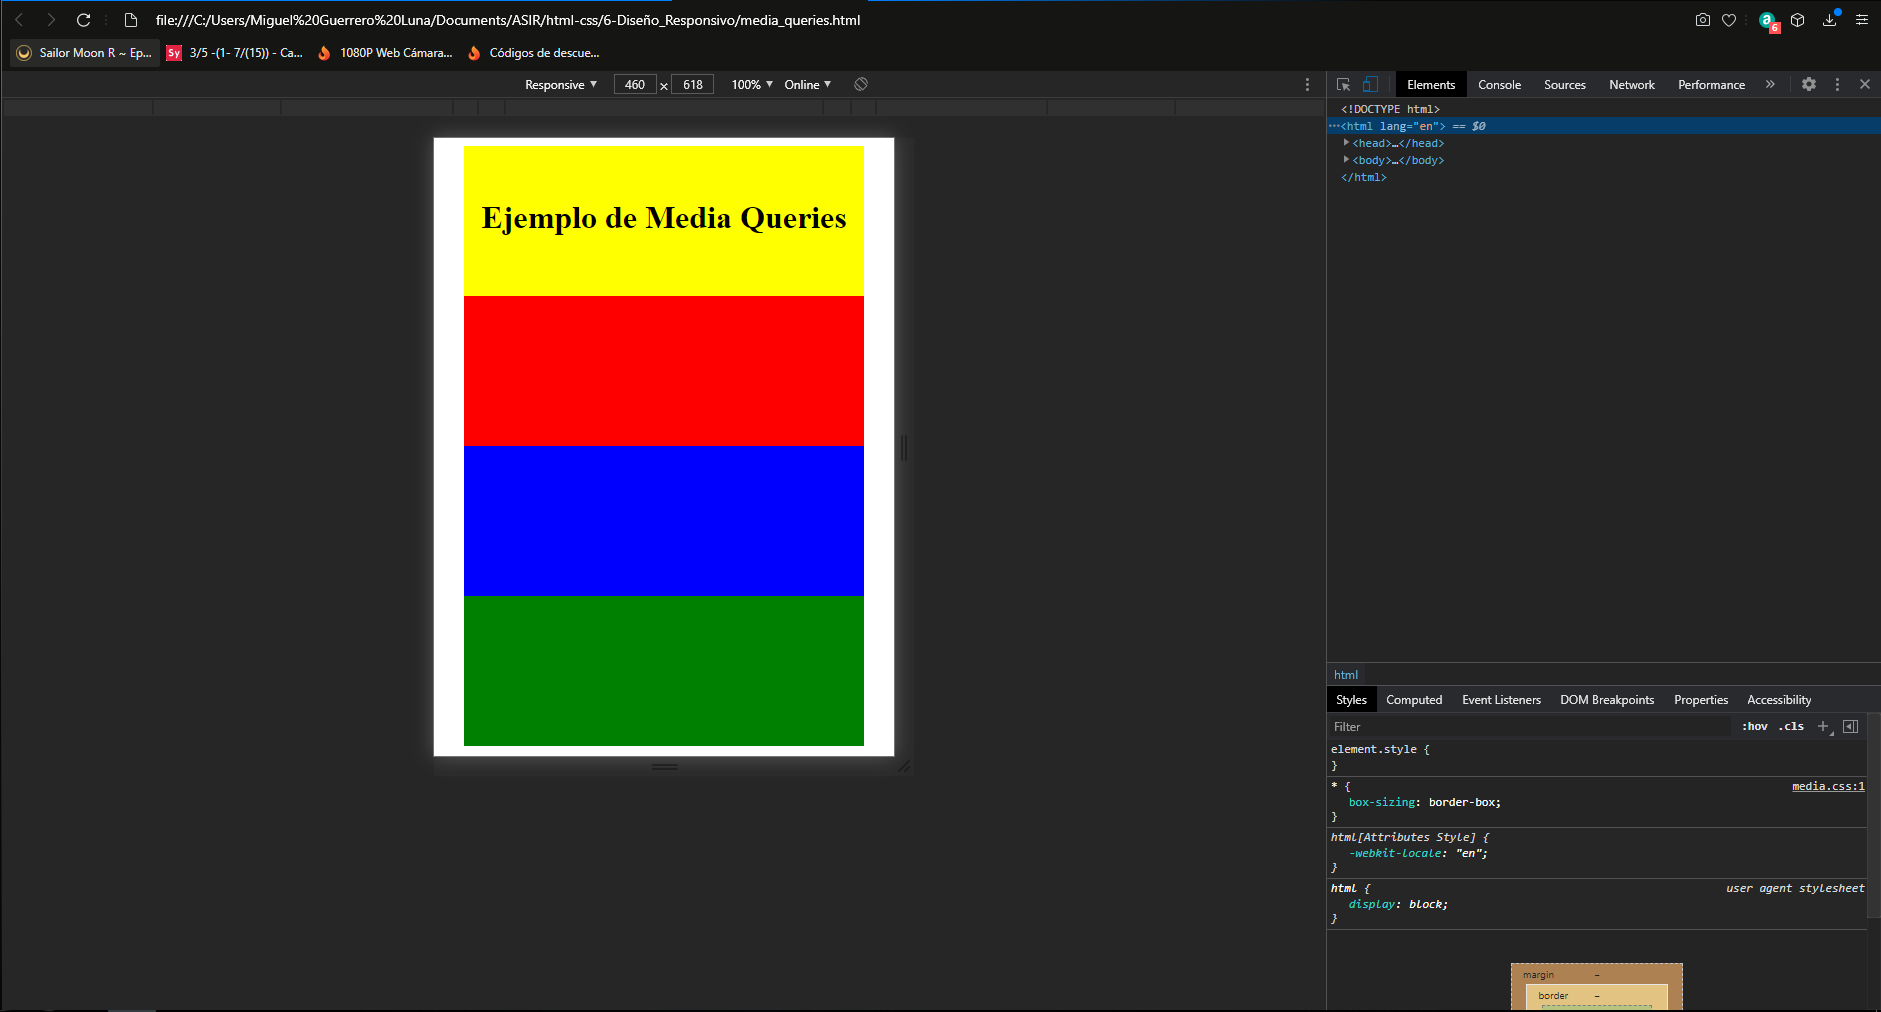 file:///C:/Users/Miguel%20Guerrero%20Luna/Documents/ASIR/html-css/6-Diseño_Responsivo/media_queries.html
a 6
Sailor Moon R ~ Ep... Sy 3/5 -(1- 7/(15)) - Ca... 1080P Web Cámara... Códigos de descue...
Responsive ▼ 460 × 618 100% ▼ Online ▼
Elements Console Sources Network Performance »
<!DOCTYPE html>
···<html lang="en"> == $0
<head>…</head>
<body>…</body>
</html>
Ejemplo de Media Queries
html
Styles Computed Event Listeners DOM Breakpoints Properties Accessibility
Filter :hov .cls +
element.style {
}
* { media.css:1
box-sizing: border-box;
}
html[Attributes Style] {
-webkit-locale: "en";
}
html { user agent stylesheet
display: block;
}
margin –
border –